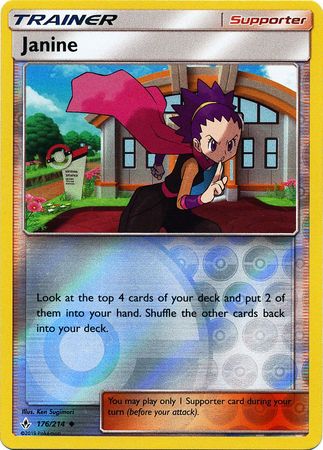 TRAINER
Supporter
Janine
Look at the top 4 cards of your deck and put 2 of
them into your hand. Shuffle the other cards back
into your deck.
Illus. Ken Sugimori
176/214
©2019 Pokémon
You may play only 1 Supporter card during your
turn (before your attack).